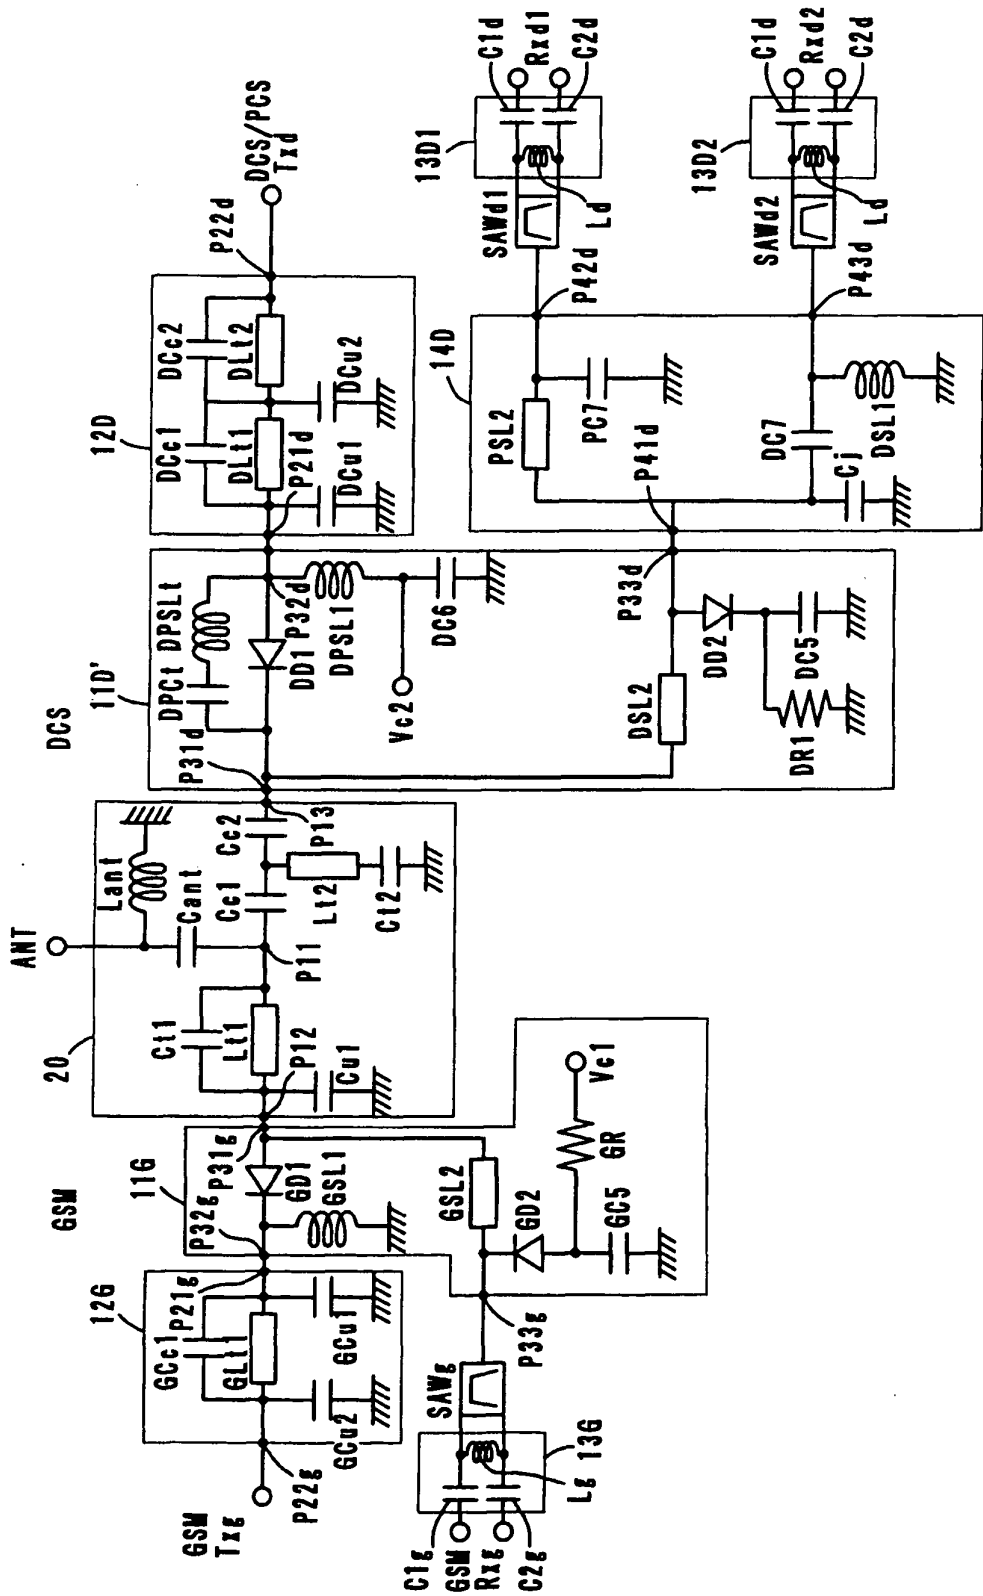 GSM
Txg
P22g
12G
GCc1
GLt1
GCu2
GCu1
P21g
C1g
GSM
Rxg
C2g
Lg
13G
SAWg
P33g
GSM
11G
P32g
P31g
GD1
GSL1
GSL2
GD2
GC5
GR
Vc1
20
ANT
Lant
Cant
Ct1
Lt1
P12
Cu1
P11
Cc1
Cc2
Lt2
Ct2
P13
DCS
11D'
P31d
DPCt
DPSLt
DD1
P32d
DPSL1
Vc2
DC6
DSL2
P33d
DD2
DC5
DR1
12D
DCc1
DCc2
DLt1
DLt2
P21d
DCu1
DCu2
P22d
DCS/PCS
Txd
14D
P41d
PSL2
PC7
P42d
DC7
Cj
DSL1
P43d
SAWd1
Ld
13D1
C1d
Rxd1
C2d
SAWd2
Ld
13D2
C1d
Rxd2
C2d